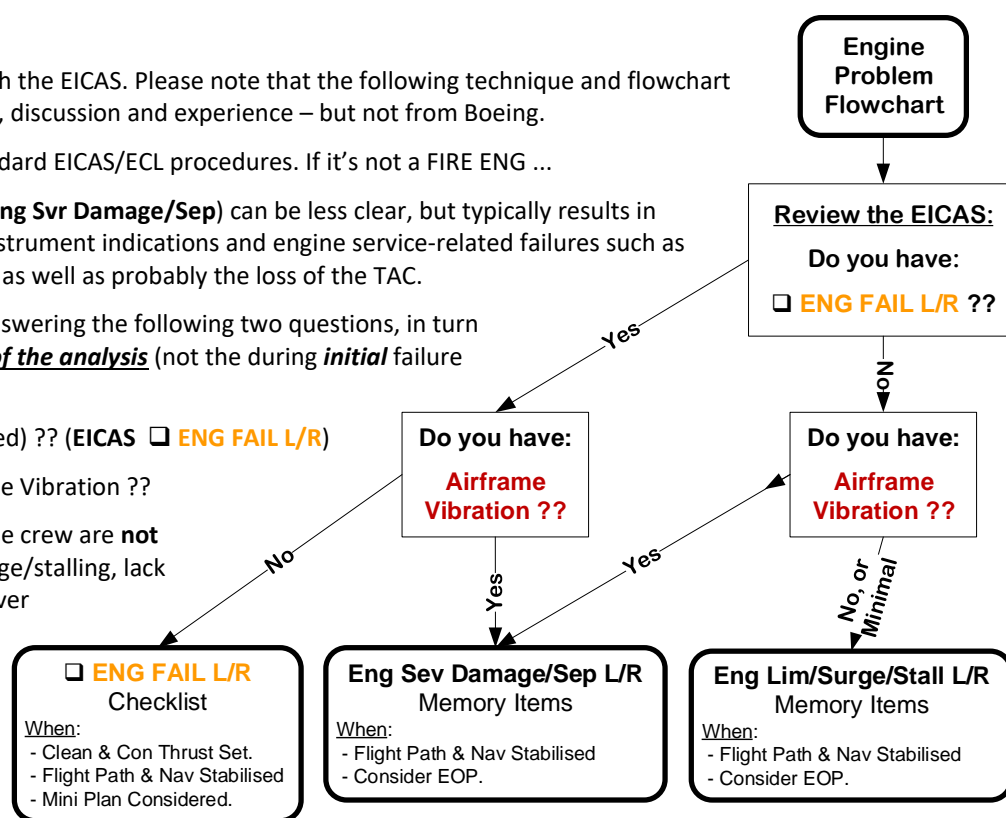 h the EICAS. Please note that the following technique and flowchart
, discussion and experience – but not from Boeing.
dard EICAS/ECL procedures. If it's not a FIRE ENG ...
ng Svr Damage/Sep) can be less clear, but typically results in
strument indications and engine service-related failures such as
as well as probably the loss of the TAC.
swering the following two questions, in turn
of the analysis (not the during initial failure
ed) ?? (EICAS ❑ ENG FAIL L/R)
e Vibration ??
e crew are not
ge/stalling, lack
ver
Engine
Problem
Flowchart
Review the EICAS:
Do you have:
❑ ENG FAIL L/R ??
Yes
No
Do you have:
Airframe
Vibration ??
Do you have:
Airframe
Vibration ??
No
Yes
Yes
No, or
Minimal
❑ ENG FAIL L/R
Checklist
When:
- Clean & Con Thrust Set.
- Flight Path & Nav Stabilised
- Mini Plan Considered.
Eng Sev Damage/Sep L/R
Memory Items
When:
- Flight Path & Nav Stabilised
- Consider EOP.
Eng Lim/Surge/Stall L/R
Memory Items
When:
- Flight Path & Nav Stabilised
- Consider EOP.